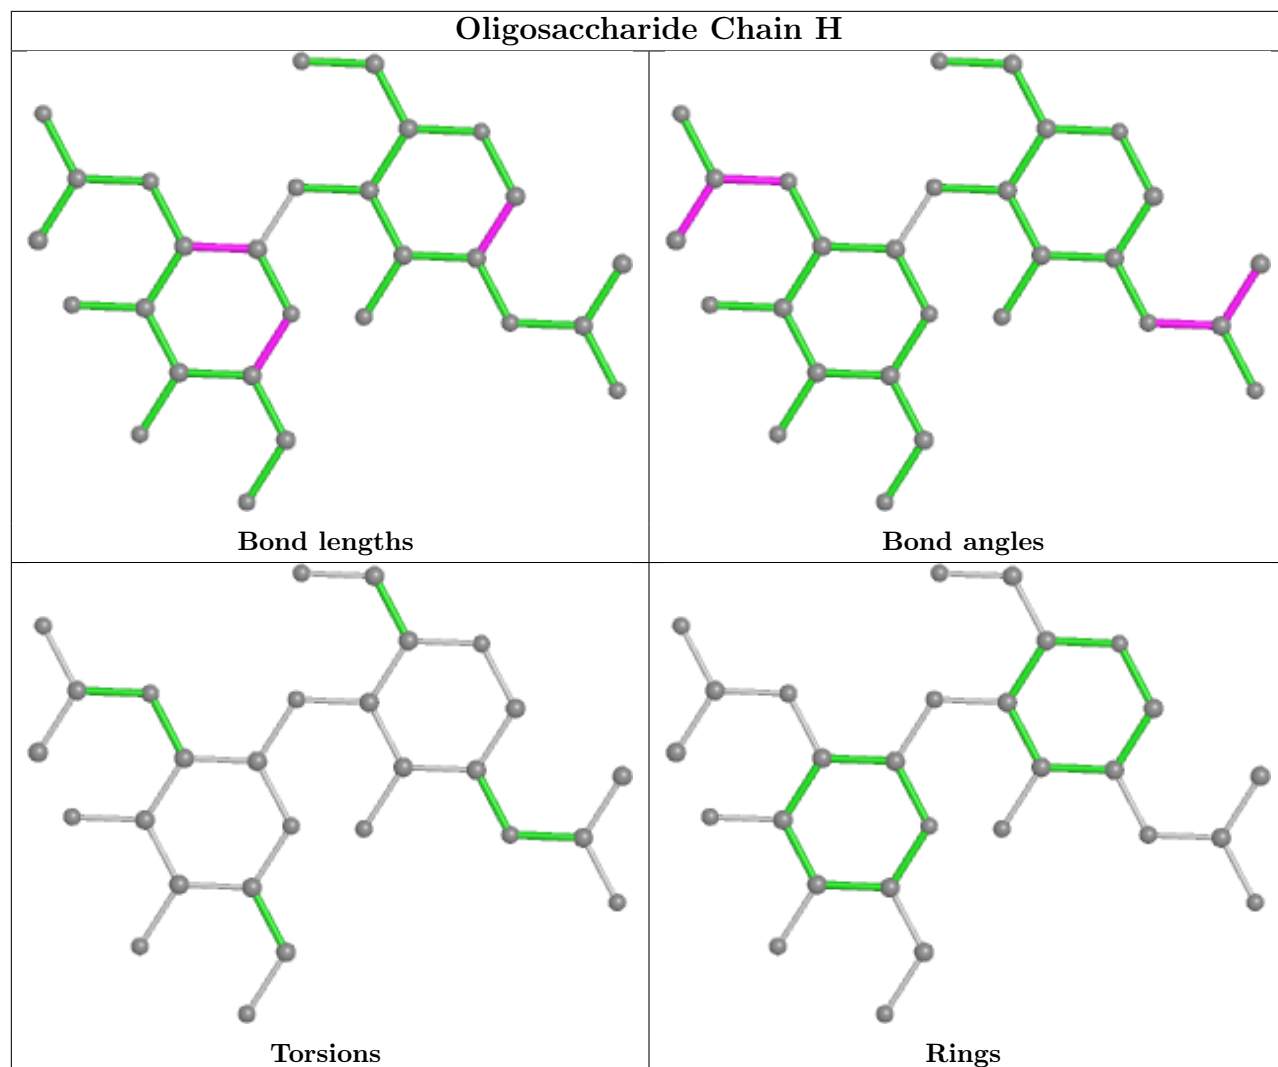 Oligosaccharide Chain H
Bond lengths
Bond angles
Torsions
Rings